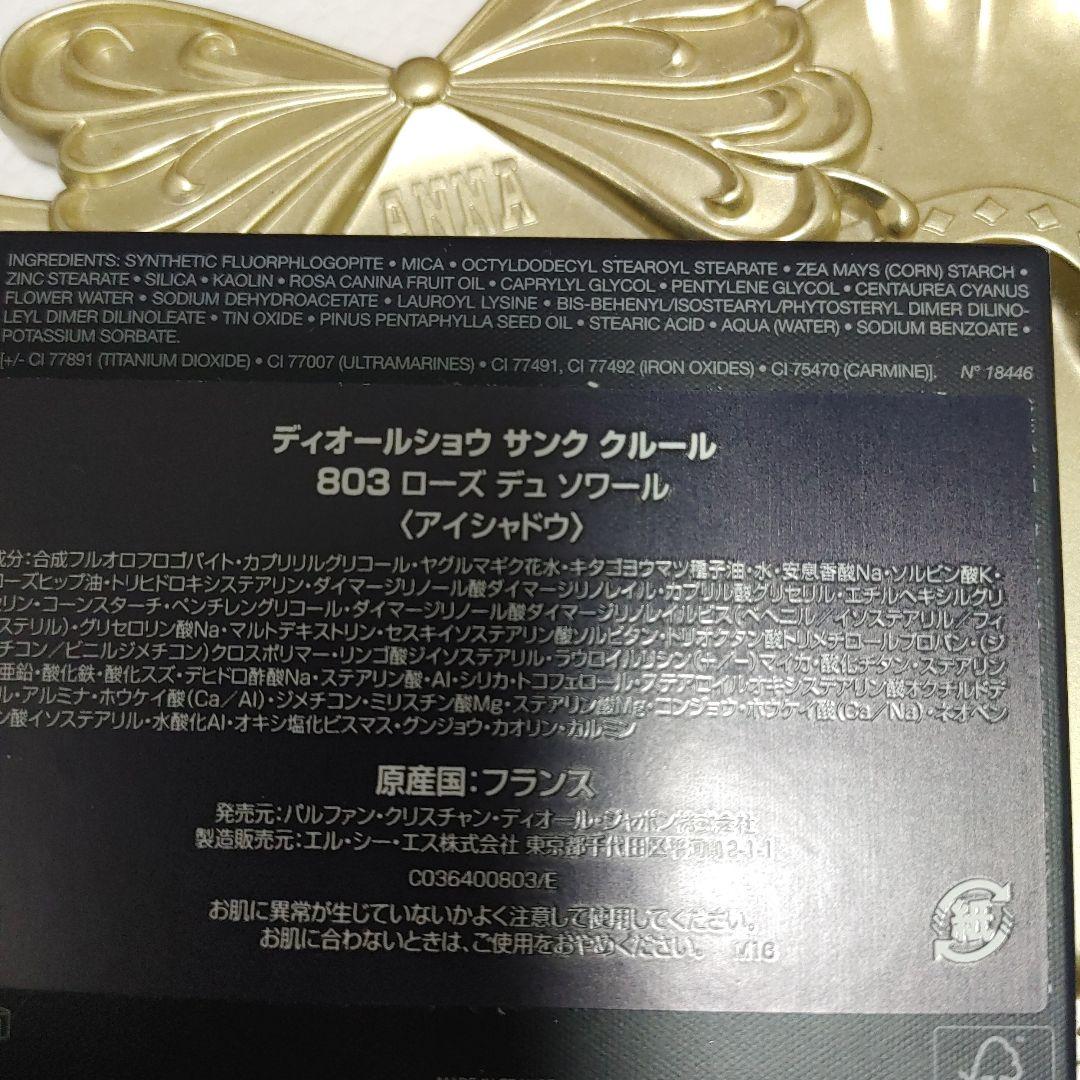 ANNA
INGREDIENTS: SYNTHETIC FLUORPHLOGOPITE • MICA • OCTYLDODECYL STEAROYL STEARATE • ZEA MAYS (CORN) STARCH •
ZINC STEARATE • SILICA • KAOLIN • ROSA CANINA FRUIT OIL • CAPRYLYL GLYCOL • PENTYLENE GLYCOL • CENTAUREA CYANUS
FLOWER WATER • SODIUM DEHYDROACETATE • LAUROYL LYSINE • BIS-BEHENYL/ISOSTEARYL/PHYTOSTERYL DIMER DILINO-
LEYL DIMER DILINOLEATE • TIN OXIDE • PINUS PENTAPHYLLA SEED OIL • STEARIC ACID • AQUA (WATER) • SODIUM BENZOATE •
POTASSIUM SORBATE.
[+/- CI 77891 (TITANIUM DIOXIDE) • CI 77007 (ULTRAMARINES) • CI 77491, CI 77492 (IRON OXIDES) • CI 75470 (CARMINE)]. N° 18446
ディオールショウ サンク クルール
803 ローズ デュ ソワール
〈アイシャドウ〉
成分：合成フルオロフロゴパイト・カプリリルグリコール・ヤグルマギク花水・キタゴヨウマツ種子油・水・安息香酸Na・ソルビン酸K・
ローズヒップ油・トリヒドロキシステアリン・ダイマージリノール酸ダイマージリノレイル・カプリル酸グリセリル・エチルヘキシルグリ
セリン・コーンスターチ・ペンチレングリコール・ダイマージリノール酸ダイマージリノレイルビス（ベヘニル／イソステアリル／フィ
ステリル）・グリセロリン酸Na・マルトデキストリン・セスキイソステアリン酸ソルビタン・トリオクタン酸トリメチロールプロパン・（ジ
チコン／ビニルジメチコン）クロスポリマー・リンゴ酸ジイソステアリル・ラウロイルリシン（＋/－）マイカ・酸化チタン・ステアリン
亜鉛・酸化鉄・酸化スズ・デヒドロ酢酸Na・ステアリン酸・Al・シリカ・トコフェロール・ステアロイルオキシステアリン酸オクチルドデ
ル・アルミナ・ホウケイ酸（Ca／Al）・ジメチコン・ミリスチン酸Mg・ステアリン酸Mg・コンジョウ・ホウケイ酸（Ca／Na）・ネオペン
ン酸イソステアリル・水酸化Al・オキシ塩化ビスマス・グンジョウ・カオリン・カルミン
原産国：フランス
発売元：パルファン・クリスチャン・ディオール・ジャポン株式会社
製造販売元：エル・シー・エス株式会社 東京都千代田区平河町2-1-1
C036400803/E
お肌に異常が生じていないかよく注意して使用してください。
お肌に合わないときは、ご使用をおやめください。 M16
紙